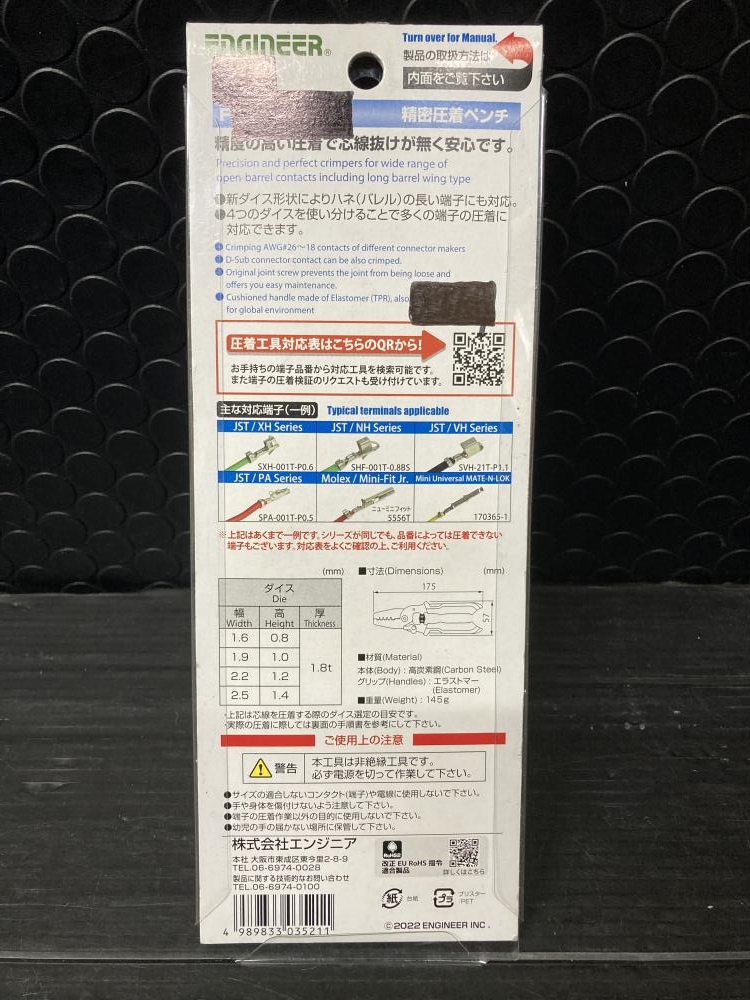 ENGINEER®
Turn over for Manual.
製品の取扱方法は
内面をご覧下さい
精密圧着ペンチ
精度の高い圧着で芯線抜けが無く安心です。
Precision and perfect crimpers for wide range of
open-barrel contacts including long barrel wing type
●新ダイス形状によりハネ(バレル)の長い端子にも対応。
●4つのダイスを使い分けることで多くの端子の圧着に
対応できます。
Crimping AWG#26〜18 contacts of different connector makers
D-Sub connector contact can be also crimped.
Original joint screw prevents the joint from being loose and
offers you easy maintenance.
Cushioned handle made of Elastomer (TPR), also
for global environment
圧着工具対応表はこちらのQRから!
お手持ちの端子品番から対応工具を検索可能です。
また端子の圧着検証のリクエストも受け付けています。
主な対応端子(一例) Typical terminals applicable
JST / XH Series JST / NH Series JST / VH Series
SXH-001T-P0.6 SHF-001T-0.8BS SVH-21T-P1.1
JST / PA Series Molex / Mini-Fit Jr. Mini Universal MATE-N-LOK
SPA-001T-P0.5 ニューミニフィット 5556T 170365-1
※上記はあくまで一例です。シリーズが同じでも、品番によっては圧着できない
端子もございます。対応表をよくご確認の上、ご利用ください。
(mm) ■寸法(Dimensions) (mm)
ダイス
Die
幅 高 厚
Width Height Thickness
1.6 0.8
1.9 1.0
2.2 1.2
2.5 1.4
1.8t
175
57
■材質(Material)
本体(Body):高炭素鋼(Carbon Steel)
グリップ(Handles):エラストマー
(Elastomer)
■重量(Weight):145g
・上記は芯線を圧着する際のダイス選定の目安です。
・実際の圧着に際しては裏面の手順書を参考にして下さい。
ご使用上の注意
警告
本工具は非絶縁工具です。
必ず電源を切って作業して下さい。
●サイズの適合しないコンタクト(端子)や電線に使用しないで下さい。
●手や身体を傷付けないよう注意して下さい。
●端子の圧着作業以外の目的に使用しないで下さい。
●幼児の手の届かない場所に保管して下さい。
株式会社エンジニア
本社 大阪市東成区東今里2-8-9
TEL.06-6974-0028
製品に関する技術的なお問い合わせ
TEL.06-6974-0100
RoHS2
改正 EU RoHS 指令
適合製品
詳しくはこちら
紙 台紙
プラ ブリスター
:PET
4 989833 035211
©2022 ENGINEER INC.